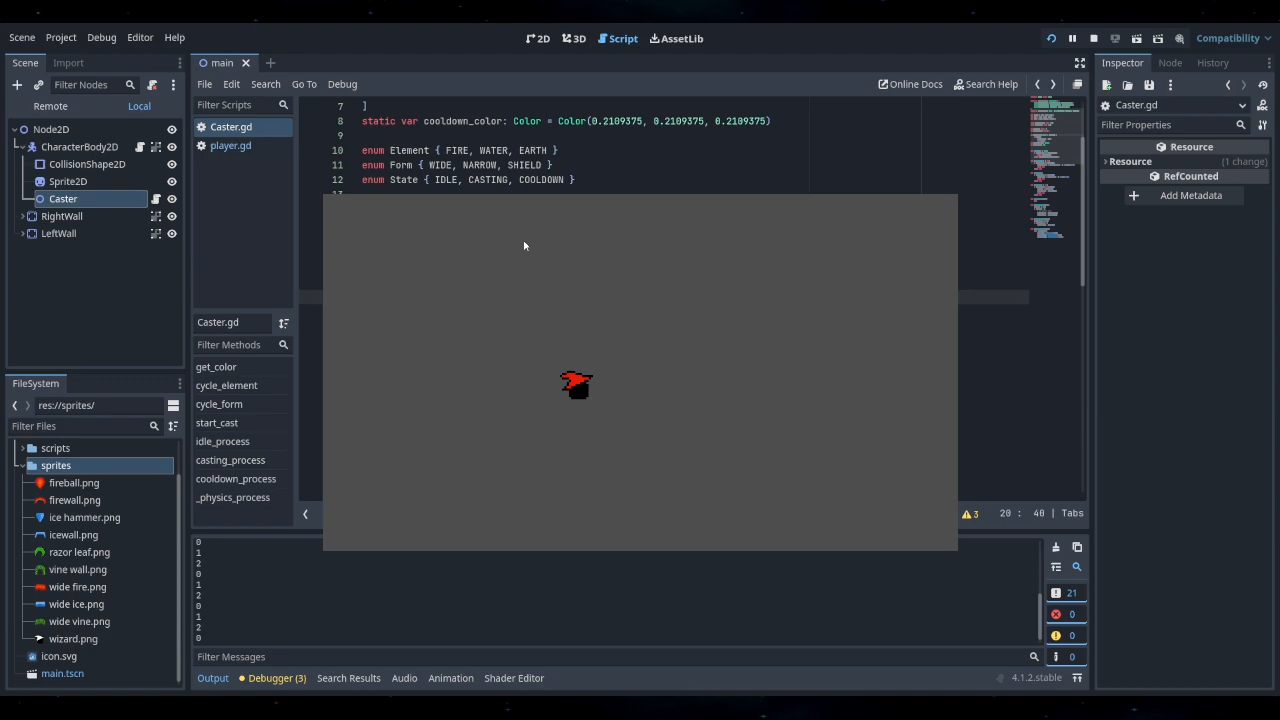 Scene Project Debug Editor Help
2D 3D Script AssetLib
Compatibility
Scene Import
Filter Nodes
Remote Local
Node2D
CharacterBody2D
CollisionShape2D
Sprite2D
Caster
RightWall
LeftWall
FileSystem
res://sprites/
Filter Files
scripts
sprites
fireball.png
firewall.png
ice hammer.png
icewall.png
razor leaf.png
vine wall.png
wide fire.png
wide ice.png
wide vine.png
wizard.png
icon.svg
main.tscn
main
File Edit Search Go To Debug
Online Docs Search Help
Filter Scripts
Caster.gd
player.gd
Caster.gd
Filter Methods
get_color
cycle_element
cycle_form
start_cast
idle_process
casting_process
cooldown_process
_physics_process
7 ]
8 static var cooldown_color: Color = Color(0.2109375, 0.2109375, 0.2109375)
9
10 enum Element { FIRE, WATER, EARTH }
11 enum Form { WIDE, NARROW, SHIELD }
12 enum State { IDLE, CASTING, COOLDOWN }
3 20 : 40 | Tabs
0
1
2
0
1
2
0
1
2
0
21
0
0
0
Filter Messages
Output Debugger (3) Search Results Audio Animation Shader Editor
4.1.2.stable
Inspector Node History
Caster.gd
Filter Properties
Resource
Resource (1 change)
RefCounted
Add Metadata